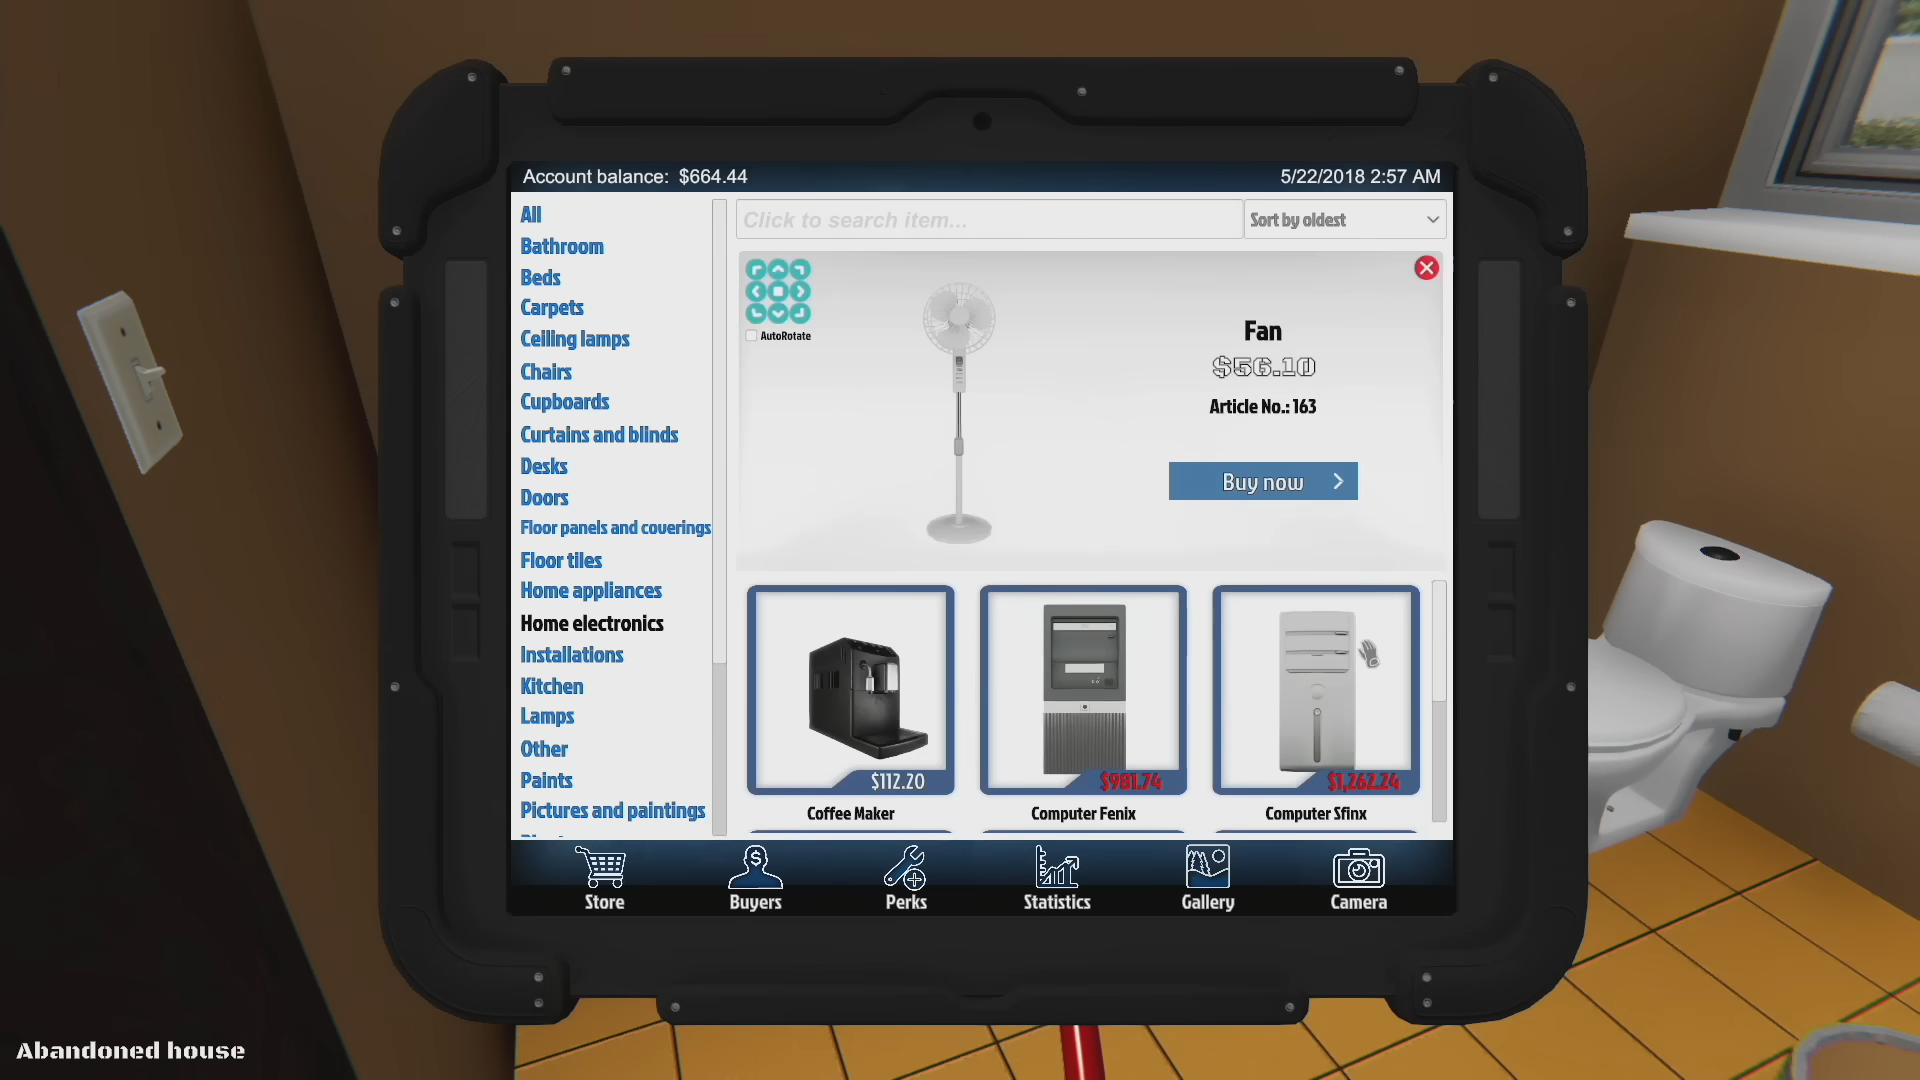 Account balance: $664.44
5/22/2018 2:57 AM
All
Bathroom
Beds
Carpets
Ceiling lamps
Chairs
Cupboards
Curtains and blinds
Desks
Doors
Floor panels and coverings
Floor tiles
Home appliances
Home electronics
Installations
Kitchen
Lamps
Other
Paints
Pictures and paintings
Click to search item...
Sort by oldest
AutoRotate
Fan
$56.10
Article No.: 163
Buy now
$112.20
Coffee Maker
$981.74
Computer Fenix
$1,262.24
Computer Sfinx
Store
Buyers
Perks
Statistics
Gallery
Camera
Abandoned house